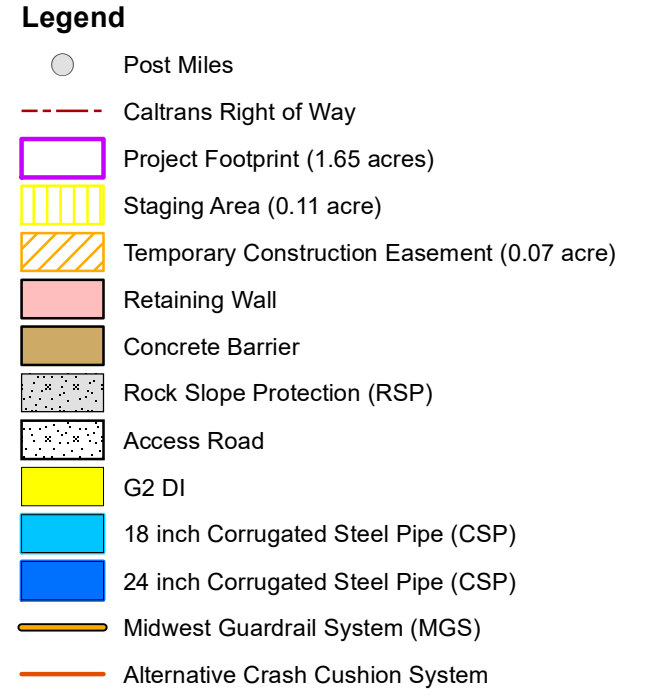 Legend
Post Miles
Caltrans Right of Way
Project Footprint (1.65 acres)
Staging Area (0.11 acre)
Temporary Construction Easement (0.07 acre)
Retaining Wall
Concrete Barrier
Rock Slope Protection (RSP)
Access Road
G2 DI
18 inch Corrugated Steel Pipe (CSP)
24 inch Corrugated Steel Pipe (CSP)
Midwest Guardrail System (MGS)
Alternative Crash Cushion System